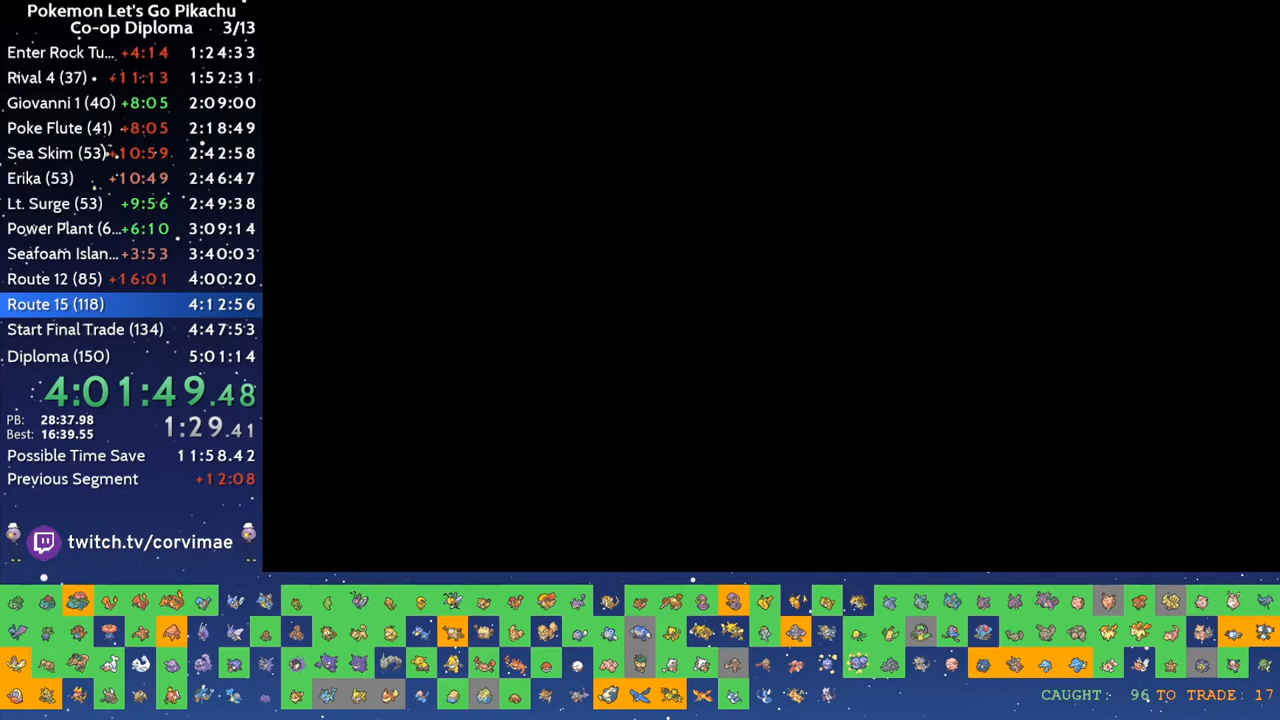 Pokemon Let's Go Pikachu
Co-op Diploma 3/13
Enter Rock Tu... +4:14 1:24:33
Rival 4 (37) +11:13 1:52:31
Giovanni 1 (40) +8:05 2:09:00
Poke Flute (41) +8:05 2:18:49
Sea Skim (53) +10:59 2:42:58
Erika (53) +10:49 2:46:47
Lt. Surge (53) +9:56 2:49:38
Power Plant (6... +6:10 3:09:14
Seafoam Islan... +3:53 3:40:03
Route 12 (85) +16:01 4:00:20
Route 15 (118) 4:12:56
Start Final Trade (134) 4:47:53
Diploma (150) 5:01:14
4:01:49.48
PB: 28:37.98
Best: 16:39.55
1:29.41
Possible Time Save 11:58.42
Previous Segment +12:08
twitch.tv/corvimae
CAUGHT: 96 TO TRADE: 17